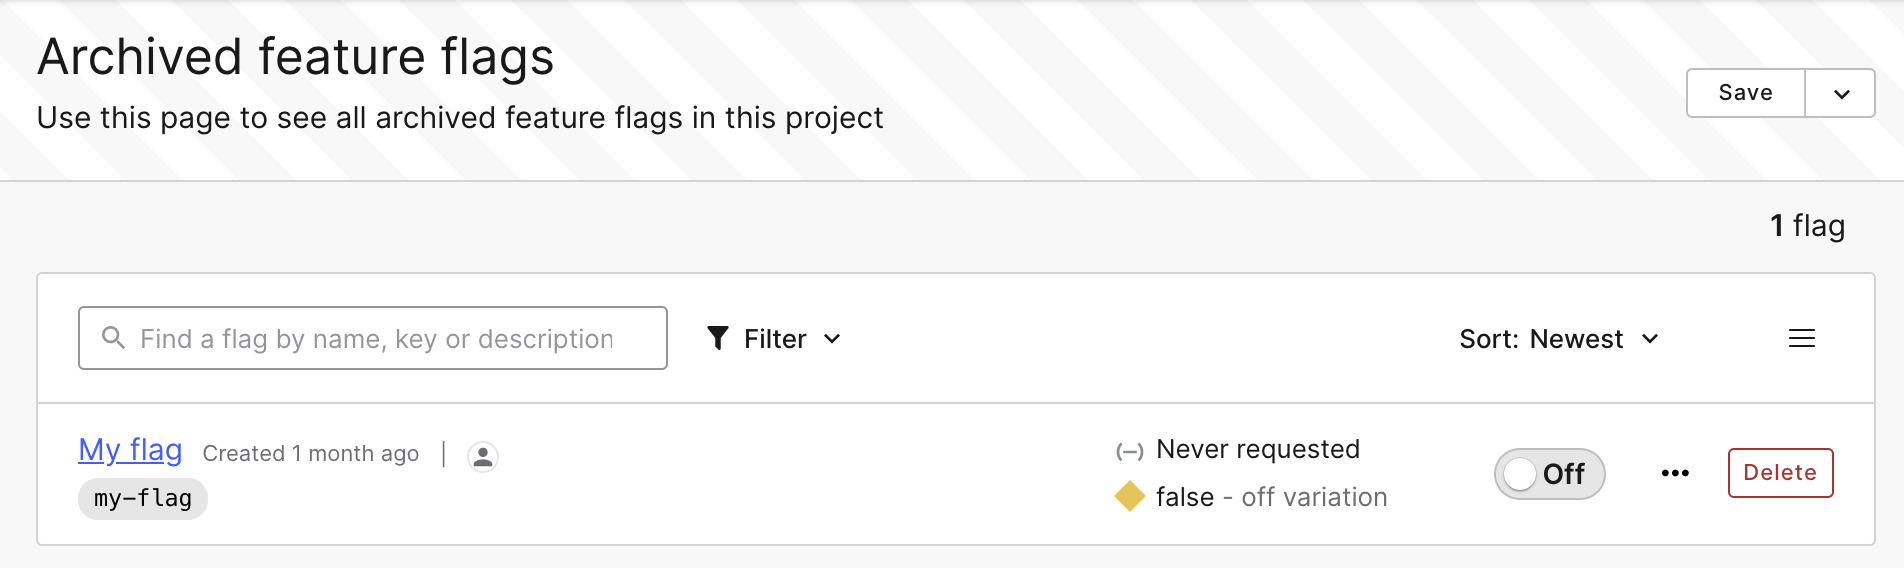 Archived feature flags
Use this page to see all archived feature flags in this project
Save
1 flag
Find a flag by name, key or description
Filter
Sort: Newest
My flag Created 1 month ago
my-flag
Never requested
false - off variation
Off
Delete